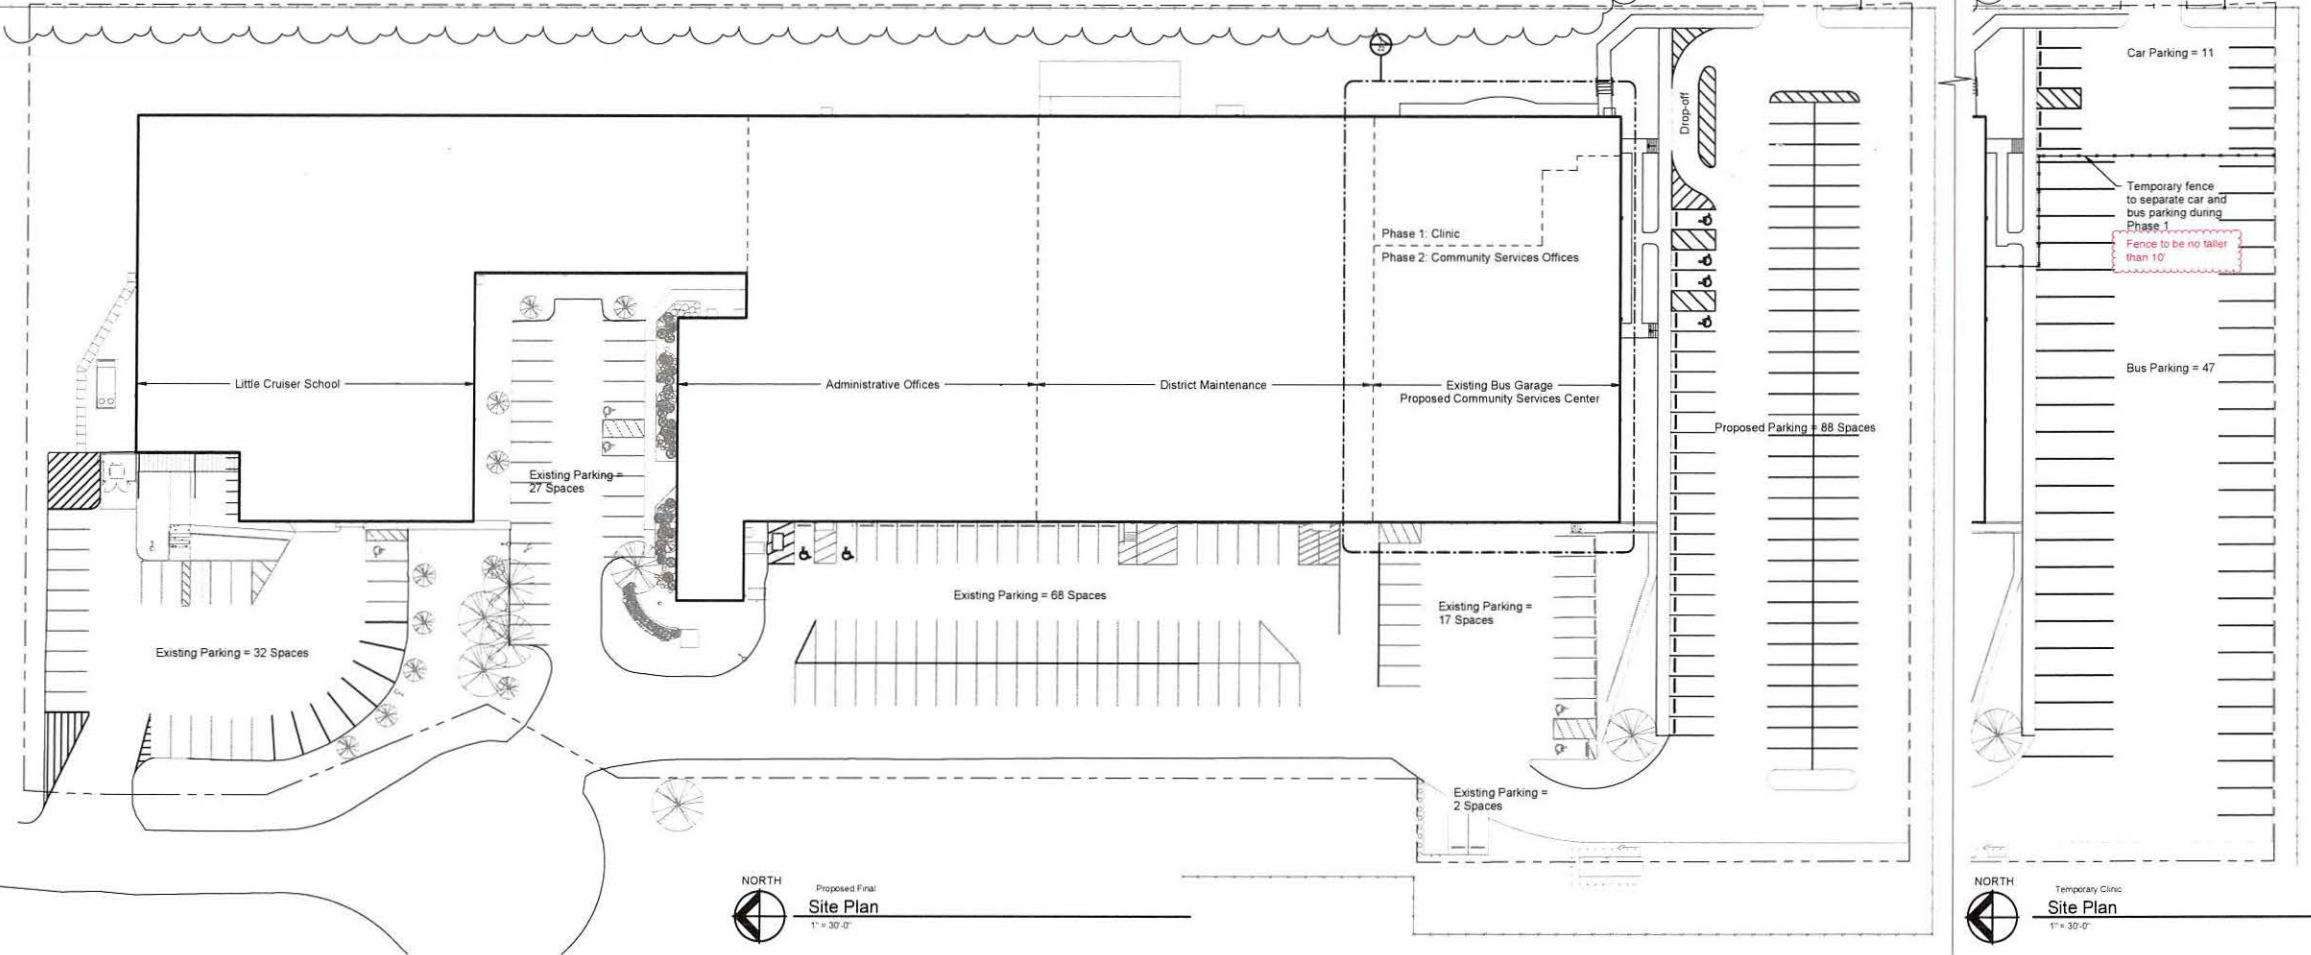 Car Parking = 11
Drop-off
Temporary fence
to separate car and
bus parking during
Phase 1
Fence to be no taller
than 10'
Phase 1: Clinic
Phase 2: Community Services Offices
Little Cruiser School
Administrative Offices
District Maintenance
Existing Bus Garage
Proposed Community Services Center
Bus Parking = 47
Proposed Parking = 88 Spaces
Existing Parking =
27 Spaces
Existing Parking = 68 Spaces
Existing Parking =
17 Spaces
Existing Parking = 32 Spaces
Existing Parking =
2 Spaces
NORTH
Proposed Final
Site Plan
1" = 30'-0"
NORTH
Temporary Clinic
Site Plan
1" = 30'-0"